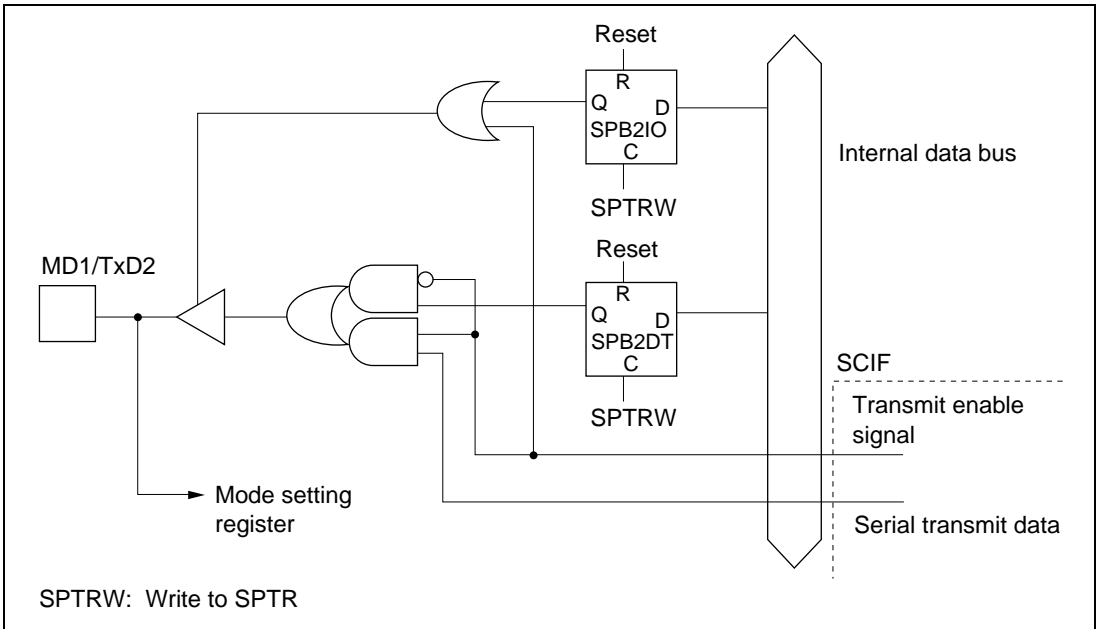 Reset
R
Q
D
SPB2IO
C
SPTRW
Internal data bus
Reset
MD1/TxD2
R
Q
D
SPB2DT
C
SPTRW
SCIF
Transmit enable
signal
Mode setting
register
Serial transmit data
SPTRW: Write to SPTR